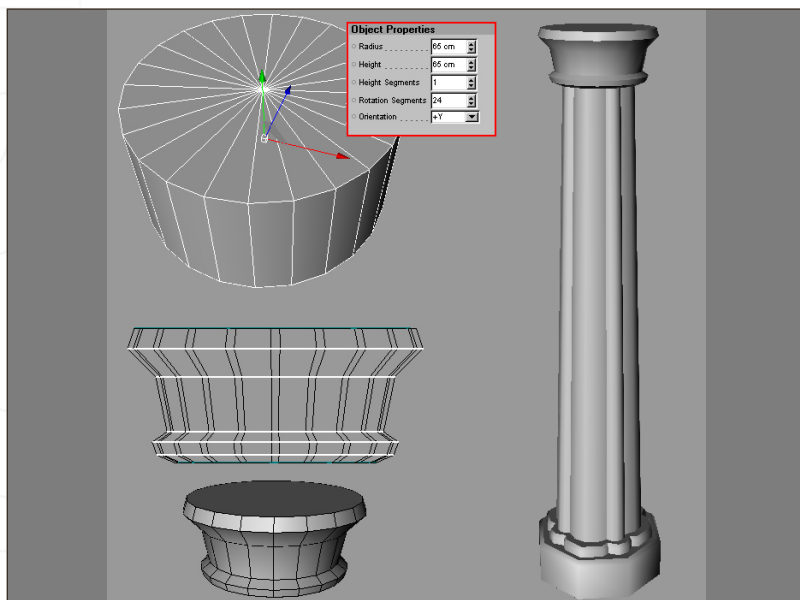 Object Properties
Radius 65 cm
Height 65 cm
Height Segments 1
Rotation Segments 24
Orientation +Y